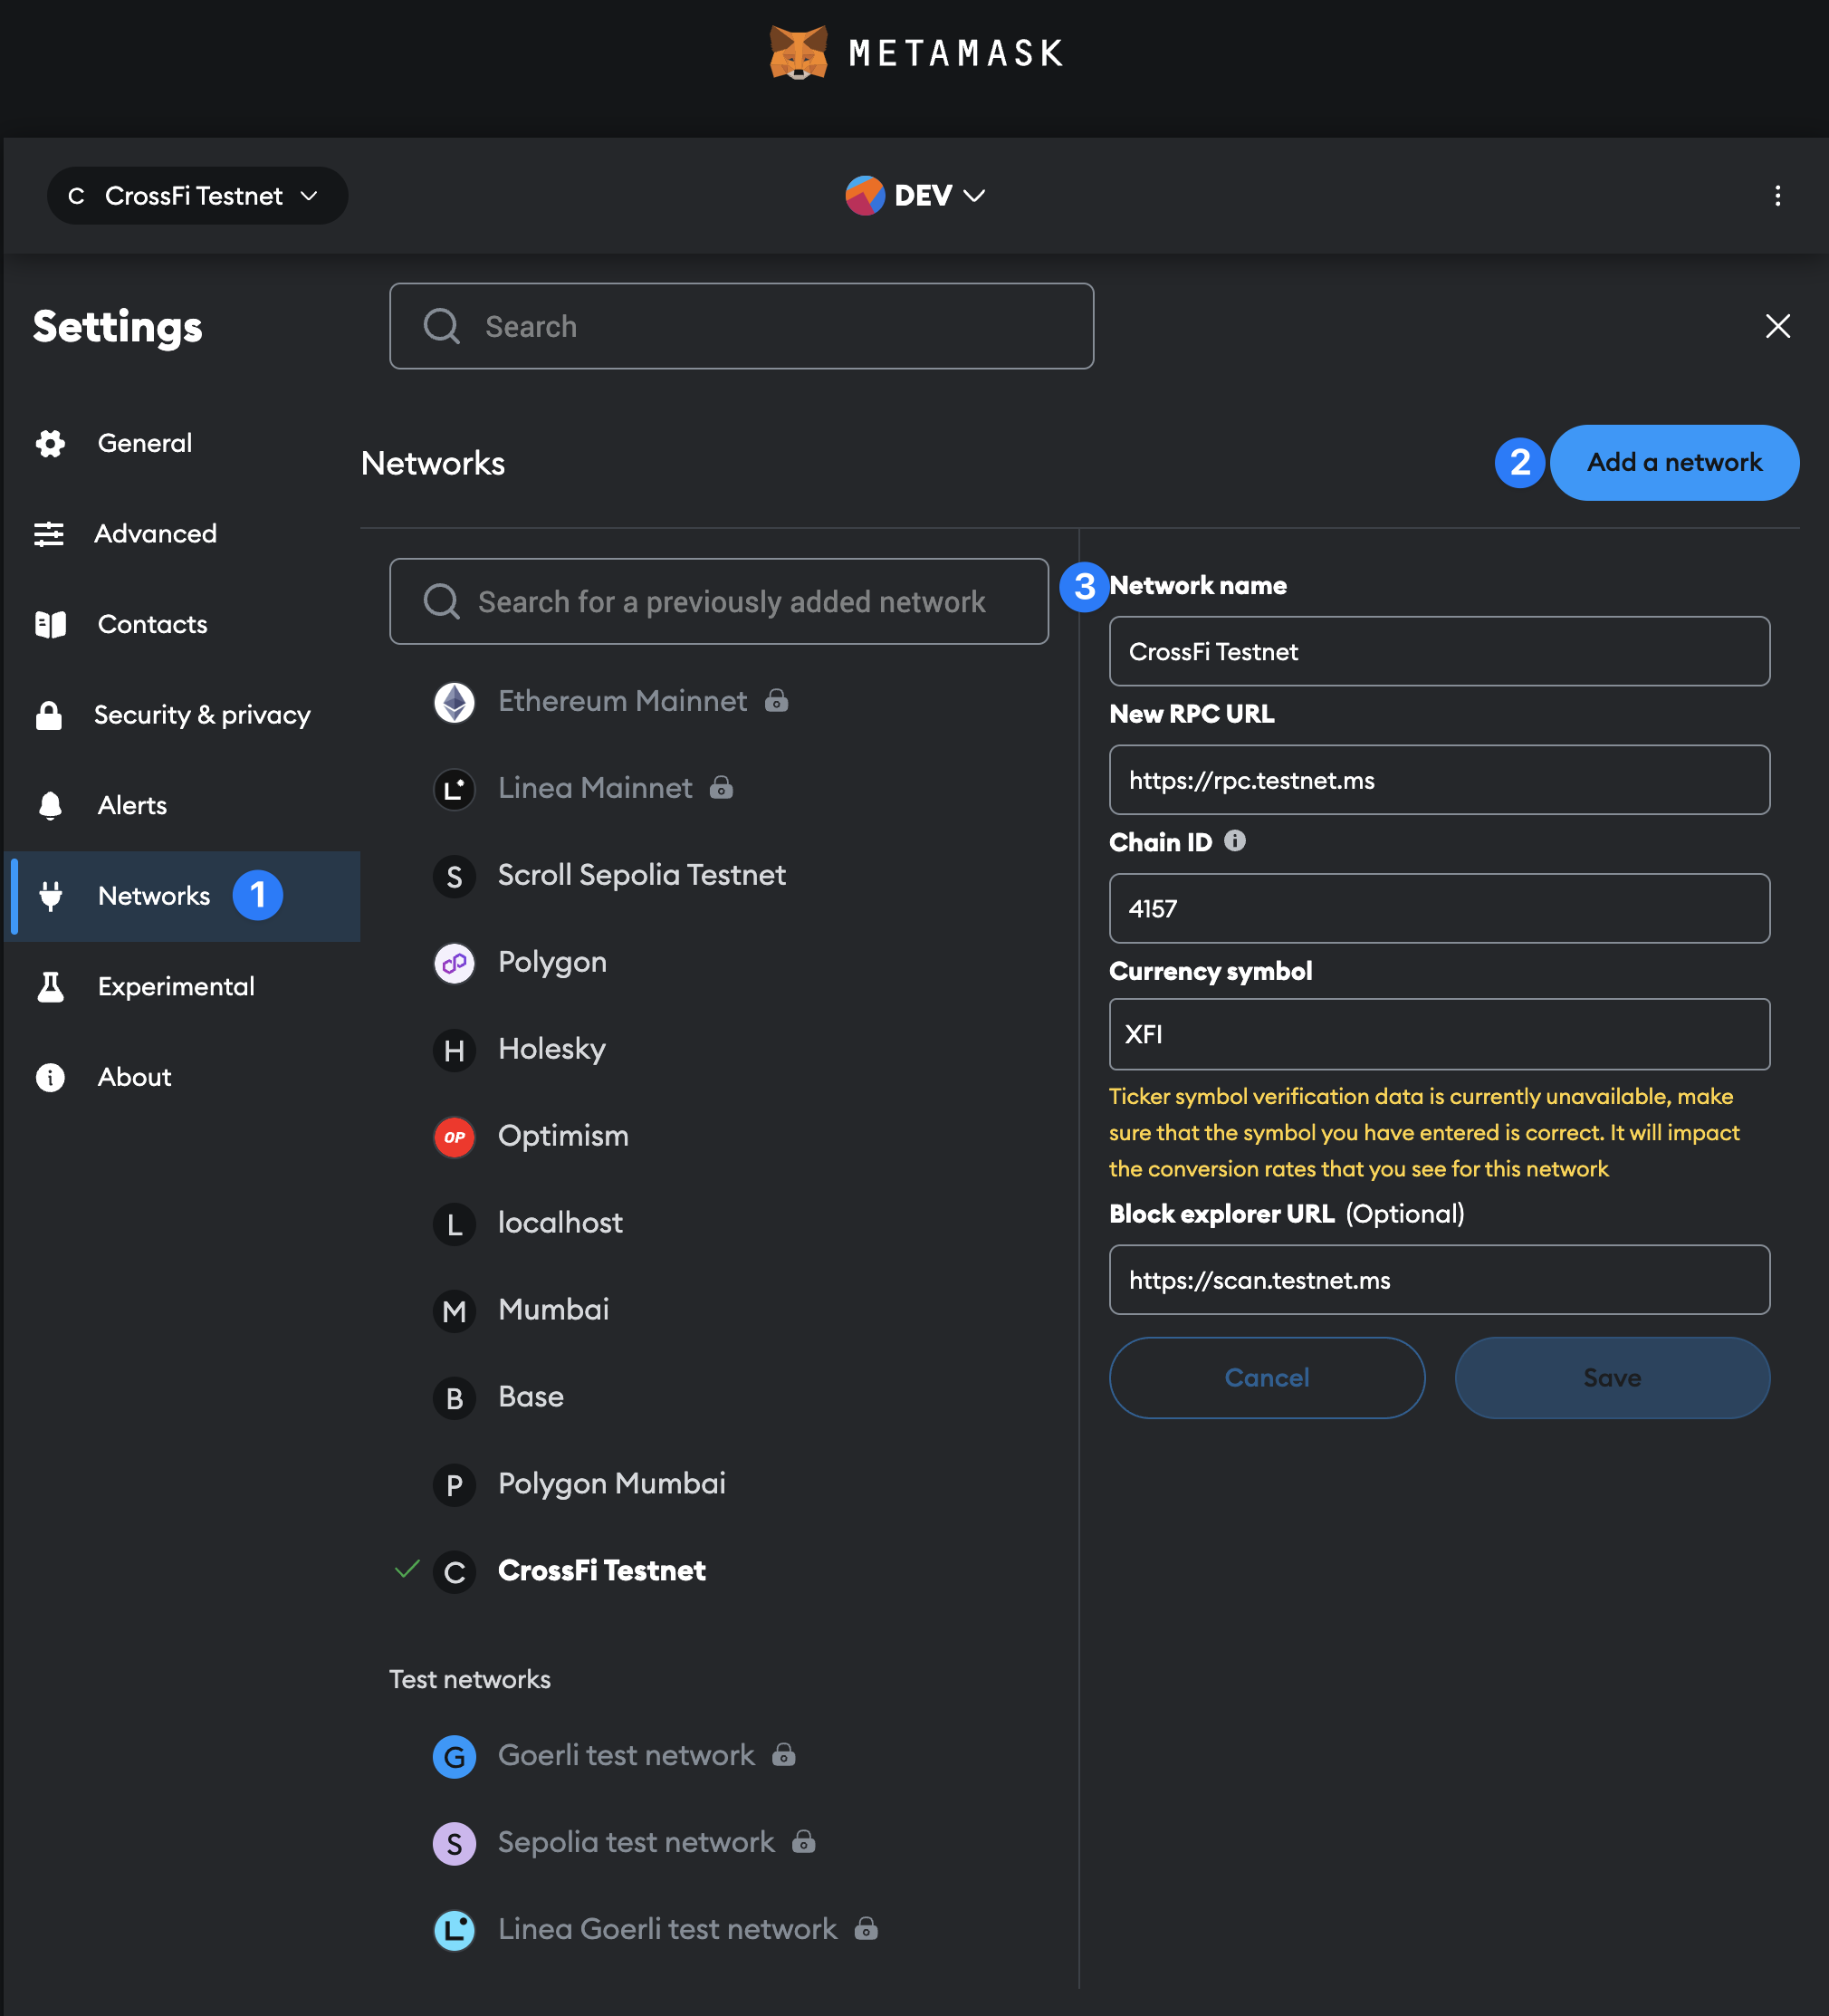 METAMASK
C CrossFi Testnet
DEV
Settings
Search
General
Advanced
Contacts
Security & privacy
Alerts
Networks 1
Experimental
About
Networks
2 Add a network
Search for a previously added network
Ethereum Mainnet
L Linea Mainnet
S Scroll Sepolia Testnet
Polygon
H Holesky
OP Optimism
L localhost
M Mumbai
B Base
P Polygon Mumbai
C CrossFi Testnet
Test networks
G Goerli test network
S Sepolia test network
L Linea Goerli test network
3 Network name
CrossFi Testnet
New RPC URL
https://rpc.testnet.ms
Chain ID
4157
Currency symbol
XFI
Ticker symbol verification data is currently unavailable, make
sure that the symbol you have entered is correct. It will impact
the conversion rates that you see for this network
Block explorer URL (Optional)
https://scan.testnet.ms
Cancel
Save